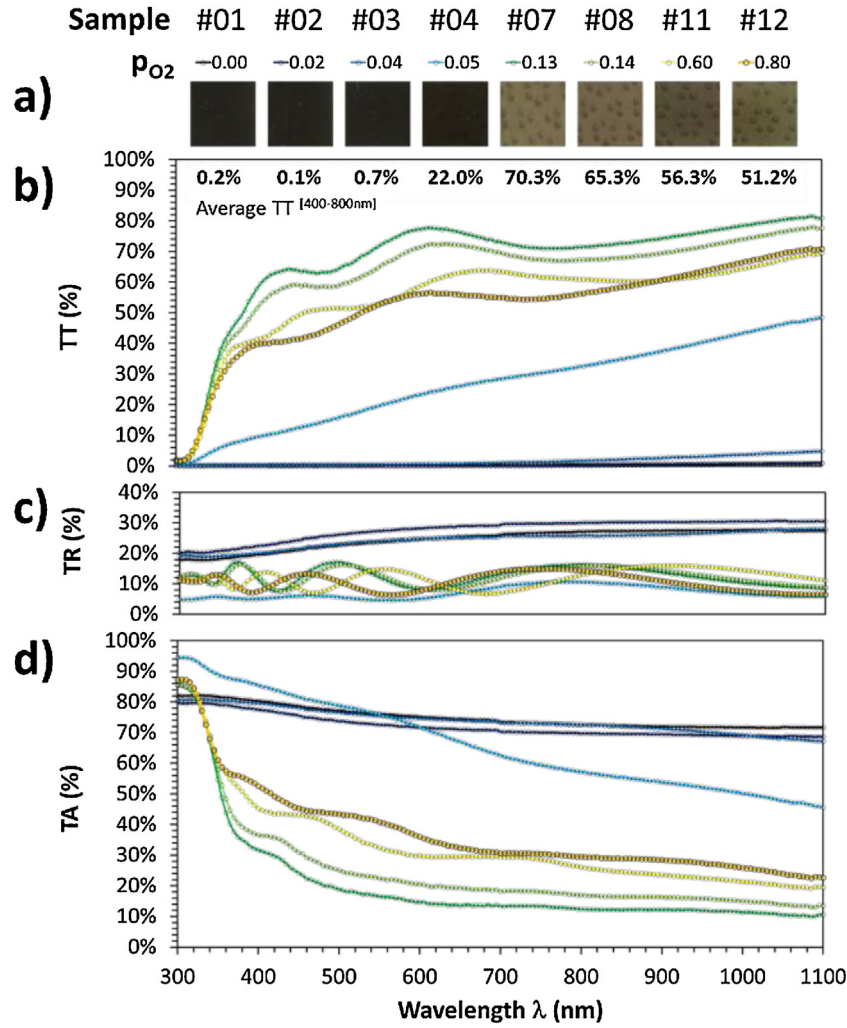 Sample #01 #02 #03 #04 #07 #08 #11 #12
pO2 0.00 0.02 0.04 0.05 0.13 0.14 0.60 0.80
a)
b)
100%
90%
80%
70%
60%
50%
40%
30%
20%
10%
0%
TT (%)
0.2% 0.1% 0.7% 22.0% 70.3% 65.3% 56.3% 51.2%
Average TT [400-800nm]
c)
40%
30%
20%
10%
0%
TR (%)
d)
100%
90%
80%
70%
60%
50%
40%
30%
20%
10%
0%
TA (%)
300 400 500 600 700 800 900 1000 1100
Wavelength λ (nm)